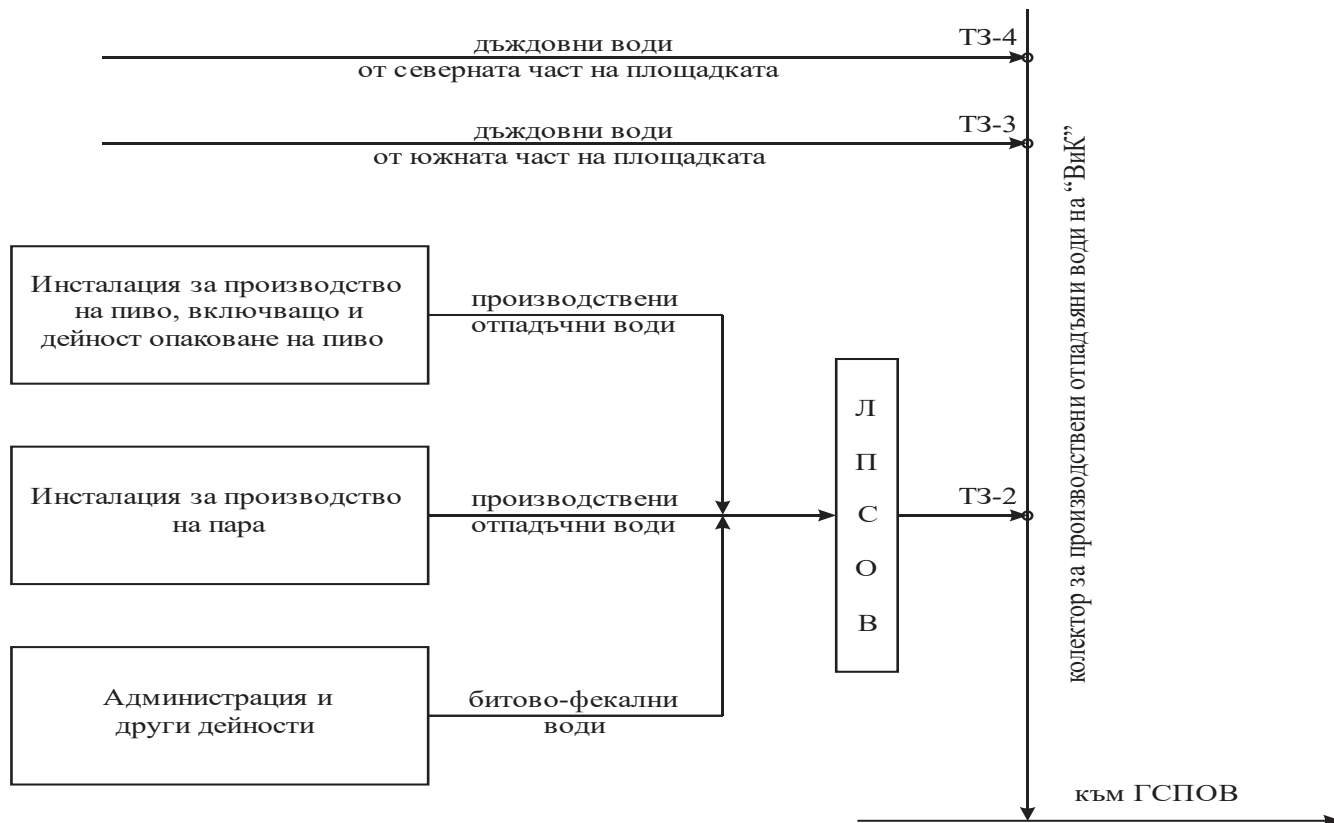 дъждовни води
ТЗ-4
от северната част на площадката
дъждовни води
ТЗ-3
от южната част на площадката
колектор за производствени отпадъяни води на “ВиК”
Инсталация за производство
на пиво, включващо и
дейност опаковане на пиво
производствени
отпадъчни води
Л
П
С
О
В
Инсталация за производство
на пара
производствени
отпадъчни води
ТЗ-2
Администрация и
други дейности
битово-фекални
води
към ГСПОВ